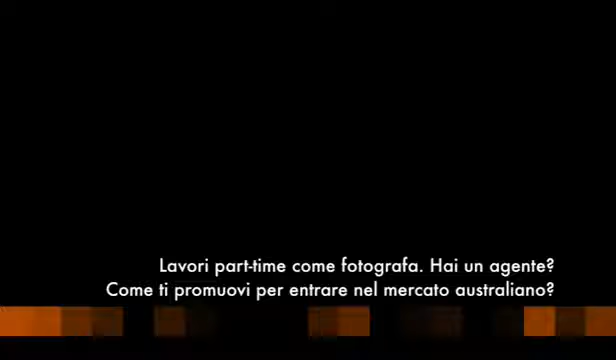 Lavori part-time come fotografa. Hai un agente?
Come ti promuovi per entrare nel mercato australiano?